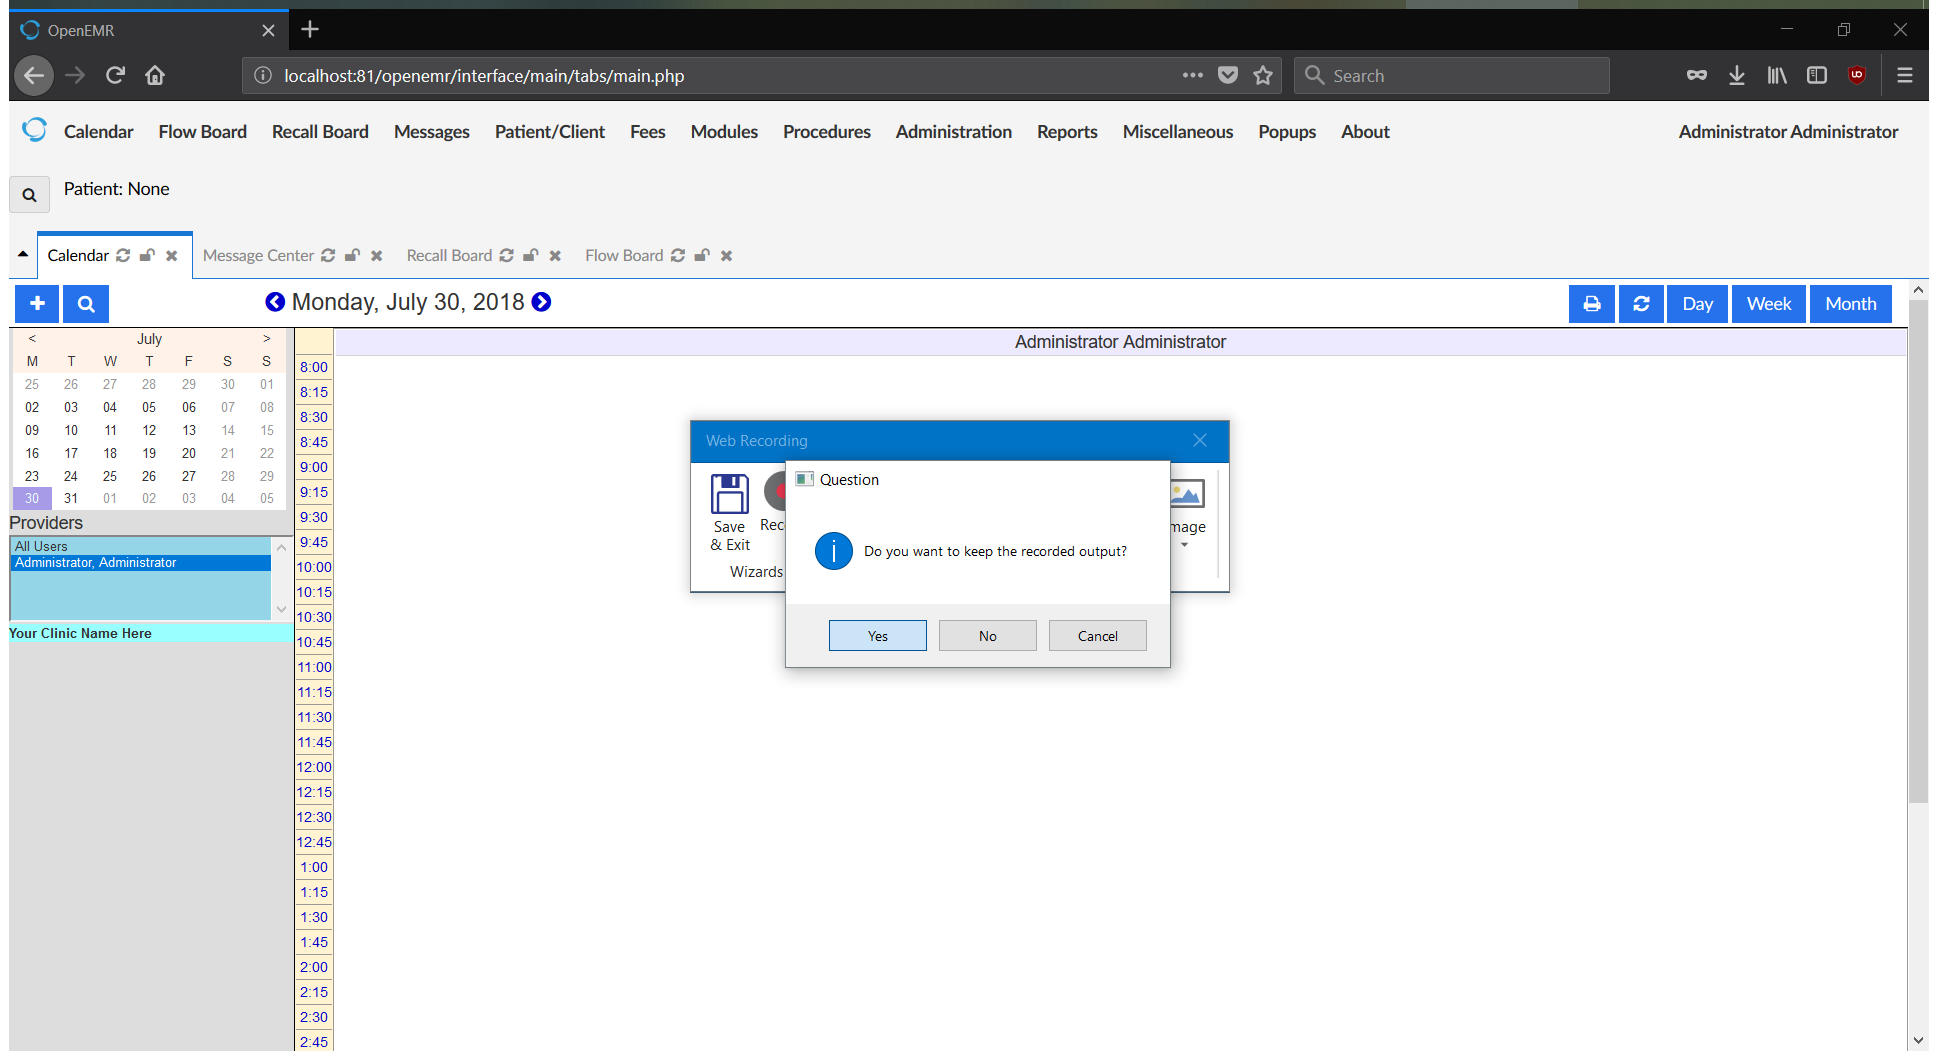 OpenEMR
localhost:81/openemr/interface/main/tabs/main.php
Search
Calendar Flow Board Recall Board Messages Patient/Client Fees Modules Procedures Administration Reports Miscellaneous Popups About Administrator Administrator
Patient: None
Calendar Message Center Recall Board Flow Board
Monday, July 30, 2018 Day Week Month
< July >
M T W T F S S
25 26 27 28 29 30 01
02 03 04 05 06 07 08
09 10 11 12 13 14 15
16 17 18 19 20 21 22
23 24 25 26 27 28 29
30 31 01 02 03 04 05
Providers
All Users
Administrator, Administrator
Your Clinic Name Here
Administrator Administrator
8:00
8:15
8:30
8:45
9:00
9:15
9:30
9:45
10:00
10:15
10:30
10:45
11:00
11:15
11:30
11:45
12:00
12:15
12:30
12:45
1:00
1:15
1:30
1:45
2:00
2:15
2:30
2:45
Web Recording
Save
& Exit
Rec
Wizards
mage
Question
Do you want to keep the recorded output?
Yes No Cancel